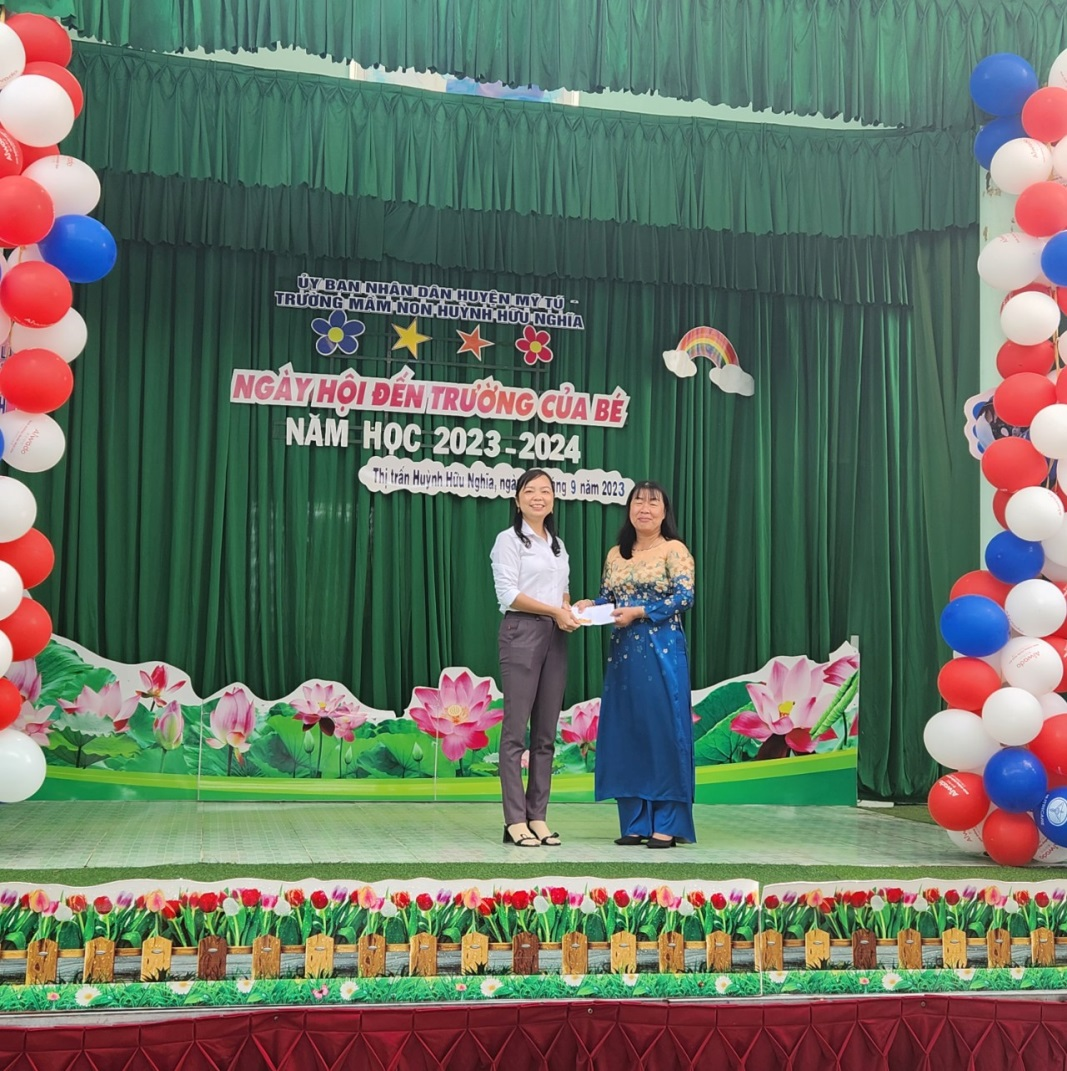 ỦY BAN NHÂN DÂN HUYỆN MỸ TÚ -
TRƯỜNG MẦM NON HUỲNH HỮU NGHĨA
NGÀY HỘI ĐẾN TRƯỜNG CỦA BÉ
NĂM HỌC 2023-2024
Thị trấn Huỳnh Hữu Nghĩa, ngày 9 năm 2023